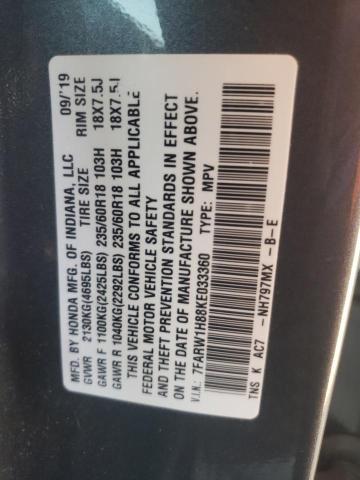 MFD. BY HONDA MFG. OF INDIANA, LLC 09/'19
GVWR 2130KG(4695LBS) TIRE SIZE RIM SIZE
GAWR F 1100KG(2425LBS) 235/60R18 103H 18X7.5J
GAWR R 1040KG(2292LBS) 235/60R18 103H 18X7.5J
THIS VEHICLE CONFORMS TO ALL APPLICABLE
FEDERAL MOTOR VEHICLE SAFETY
AND THEFT PREVENTION STANDARDS IN EFFECT
ON THE DATE OF MANUFACTURE SHOWN ABOVE.
V.I.N.: 7FARW1H88KE033360 TYPE: MPV
TNS K AC7 -NH797MX -B-E